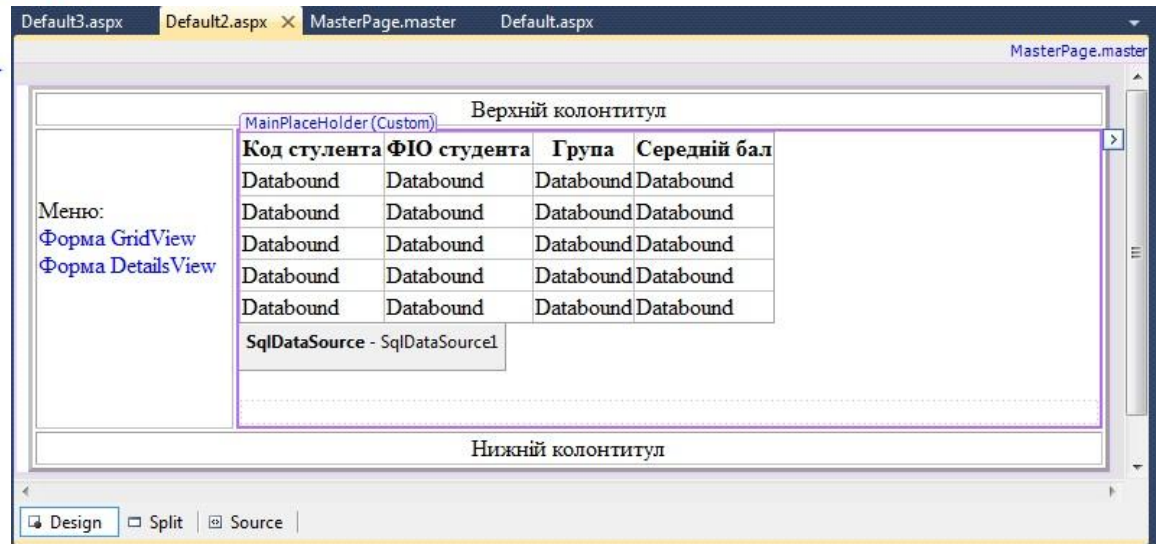 Default3.aspx Default2.aspx MasterPage.master Default.aspx
MasterPage.master
Верхній колонтитул
MainPlaceHolder (Custom)
Код стулента ФІО студента Група Середній бал
Databound Databound Databound Databound
Меню:
Databound Databound Databound Databound
Форма GridView
Databound Databound Databound Databound
Форма DetailsView
Databound Databound Databound Databound
Databound Databound Databound Databound
SqlDataSource - SqlDataSource1
Нижній колонтитул
Design Split Source